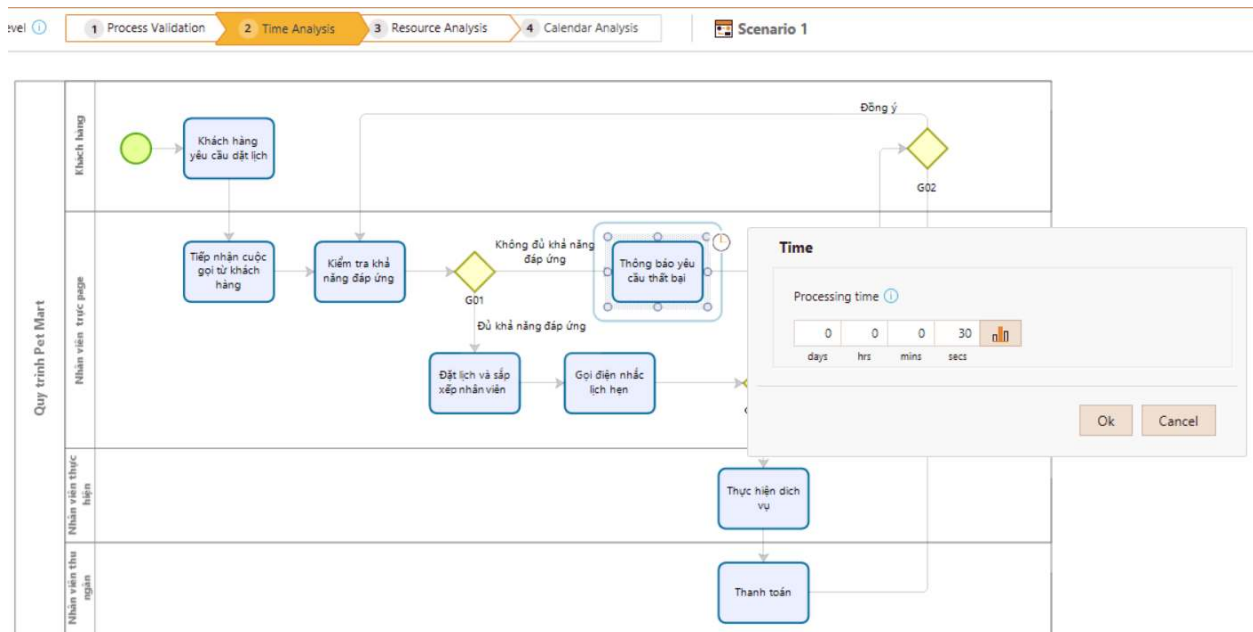 evel
1 Process Validation
2 Time Analysis
3 Resource Analysis
4 Calendar Analysis
Scenario 1
Quy trình Pet Mart
Khách hàng
Khách hàng
yêu cầu dặt lịch
Đồng ý
G02
Nhân viên trực page
Tiếp nhận cuộc
gọi từ khách
hàng
Kiểm tra khả
năng đáp ứng
G01
Không đủ khả năng
đáp ứng
Thông báo yêu
cầu thất bại
Đủ khả năng đáp ứng
Đặt lịch và sắp
xếp nhân viên
Gọi điện nhắc
lịch hẹn
Time
Processing time
0 0 0 30
days hrs mins secs
Ok Cancel
Nhân viên thực
hiện
Thực hiện dich
vụ
Nhân viên thu
ngân
Thanh toán